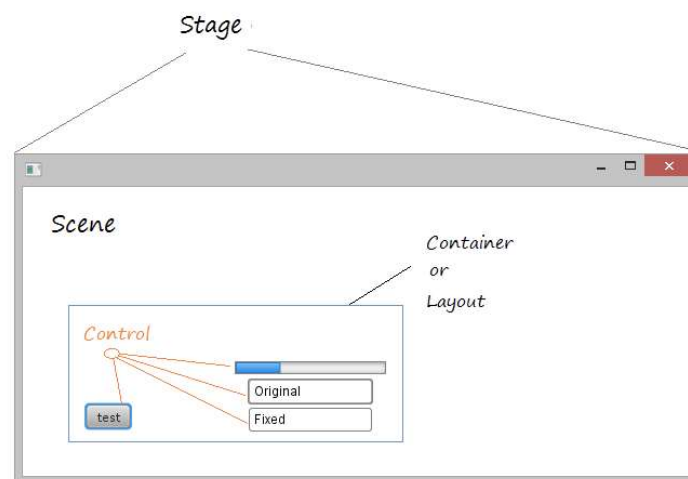 Stage
Scene
Container
or
Layout
Control
Original
test
Fixed